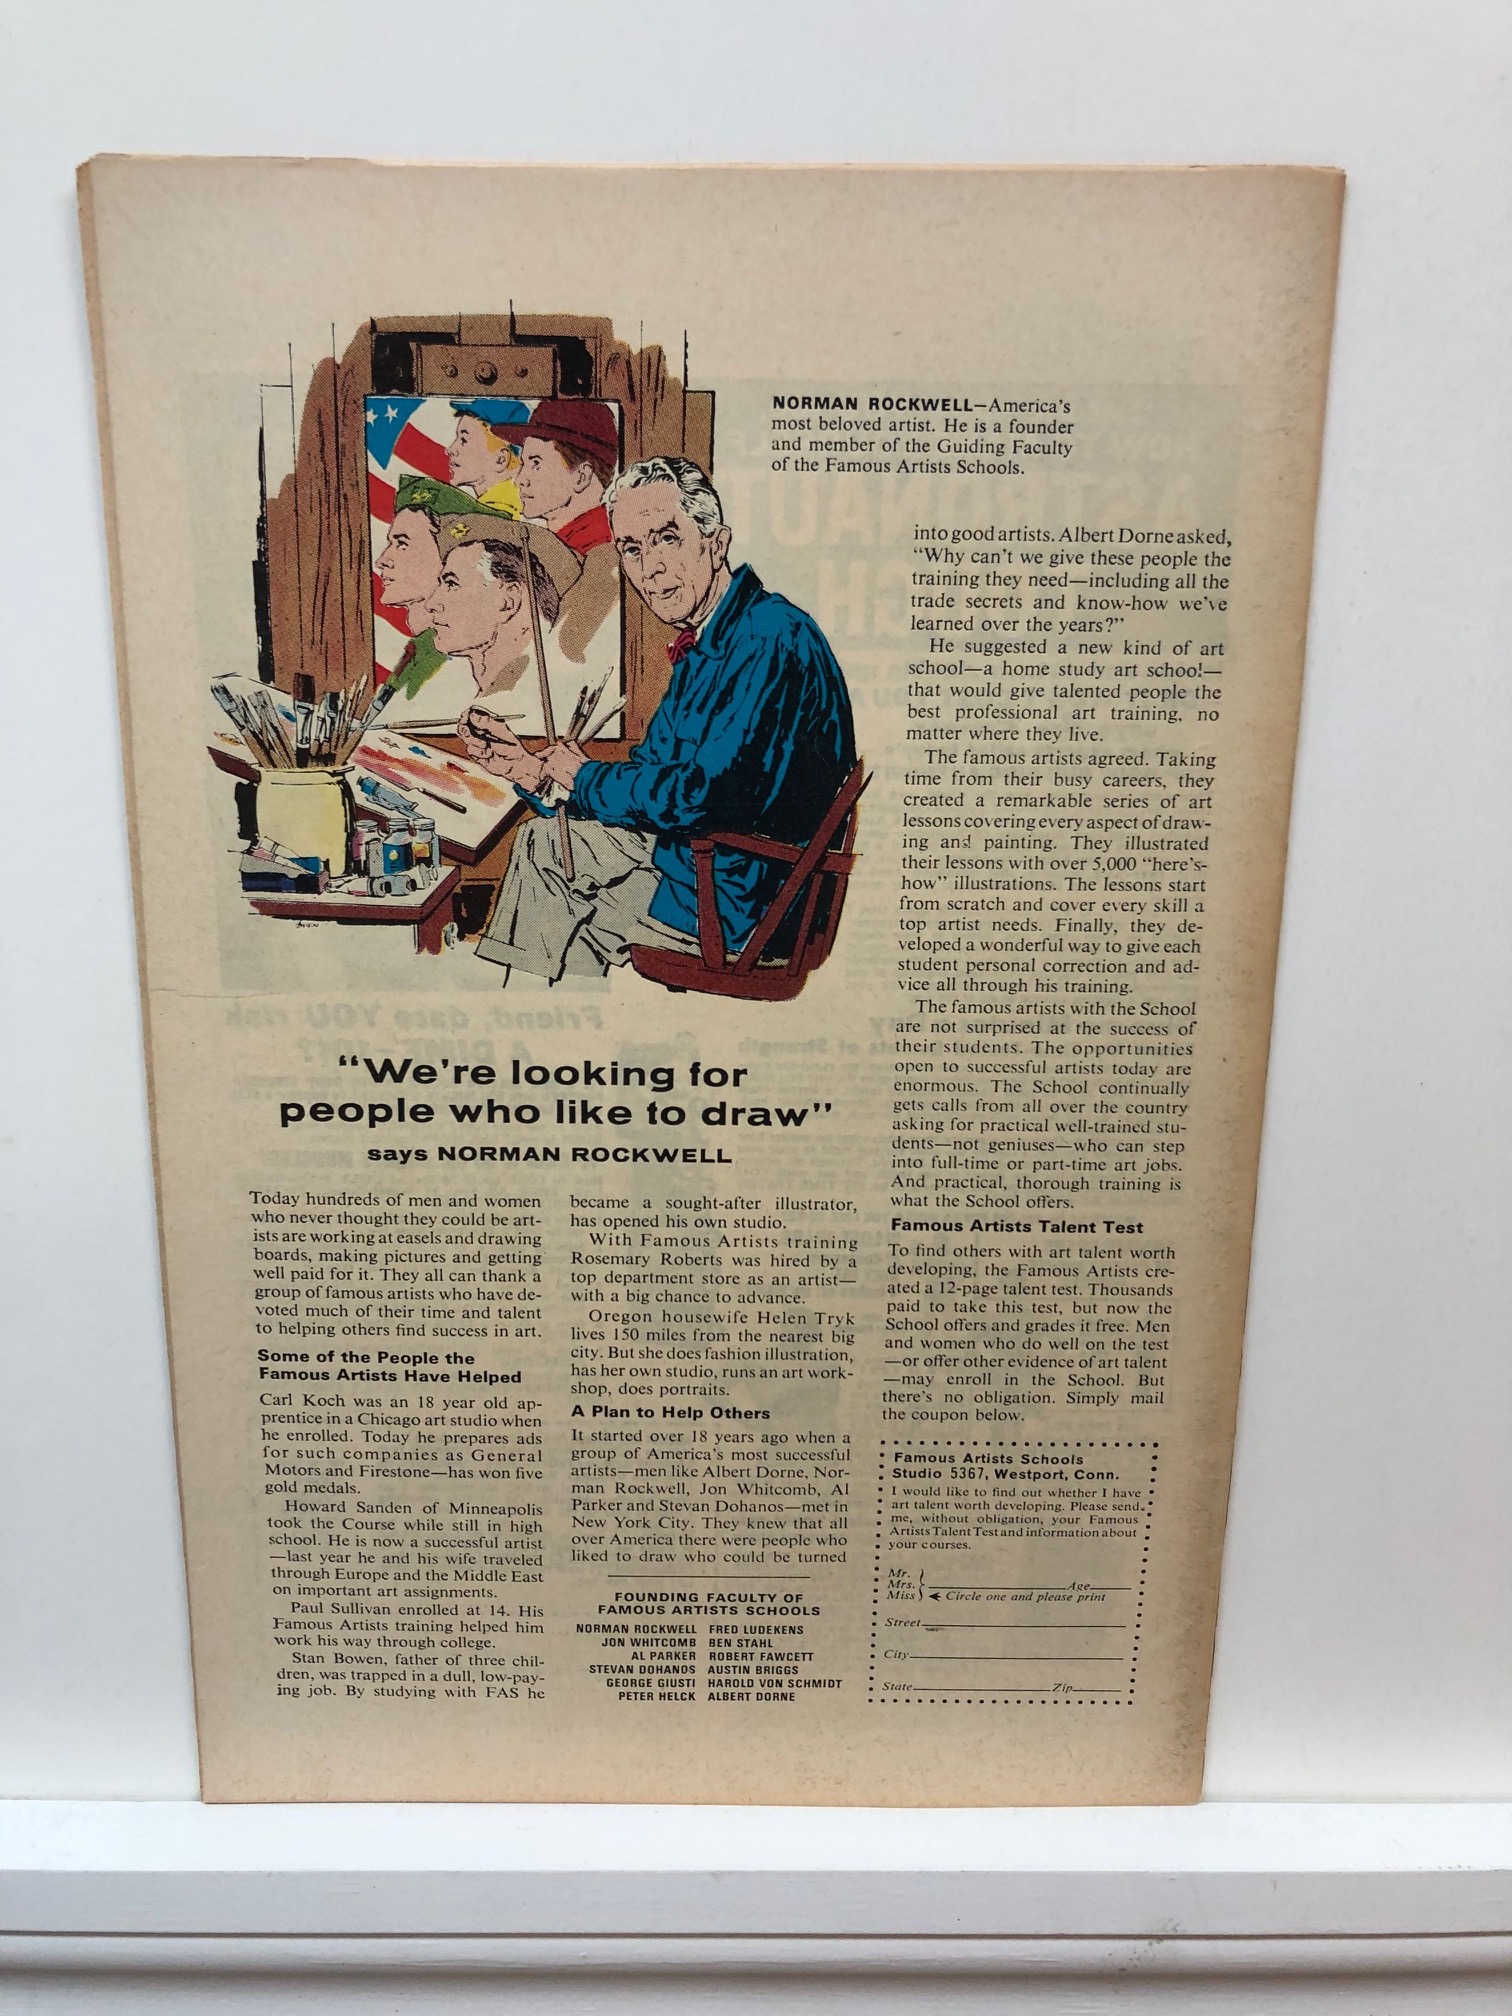 NORMAN ROCKWELL—America's
most beloved artist. He is a founder
and member of the Guiding Faculty
of the Famous Artists Schools.
"We're looking for
people who like to draw"
says NORMAN ROCKWELL
Today hundreds of men and women
who never thought they could be art-
ists are working at easels and drawing
boards, making pictures and getting
well paid for it. They all can thank a
group of famous artists who have de-
voted much of their time and talent
to helping others find success in art.
Some of the People the
Famous Artists Have Helped
Carl Koch was an 18 year old ap-
prentice in a Chicago art studio when
he enrolled. Today he prepares ads
for such companies as General
Motors and Firestone—has won five
gold medals.
Howard Sanden of Minneapolis
took the Course while still in high
school. He is now a successful artist
—last year he and his wife traveled
through Europe and the Middle East
on important art assignments.
Paul Sullivan enrolled at 14. His
Famous Artists training helped him
work his way through college.
Stan Bowen, father of three chil-
dren, was trapped in a dull, low-pay-
ing job. By studying with FAS he
became a sought-after illustrator,
has opened his own studio.
With Famous Artists training
Rosemary Roberts was hired by a
top department store as an artist—
with a big chance to advance.
Oregon housewife Helen Tryk
lives 150 miles from the nearest big
city. But she does fashion illustration,
has her own studio, runs an art work-
shop, does portraits.
A Plan to Help Others
It started over 18 years ago when a
group of America's most successful
artists—men like Albert Dorne, Nor-
man Rockwell, Jon Whitcomb, Al
Parker and Stevan Dohanos—met in
New York City. They knew that all
over America there were people who
liked to draw who could be turned
into good artists. Albert Dorne asked,
"Why can't we give these people the
training they need—including all the
trade secrets and know-how we've
learned over the years?"
He suggested a new kind of art
school—a home study art school—
that would give talented people the
best professional art training, no
matter where they live.
The famous artists agreed. Taking
time from their busy careers, they
created a remarkable series of art
lessons covering every aspect of draw-
ing and painting. They illustrated
their lessons with over 5,000 "here's-
how" illustrations. The lessons start
from scratch and cover every skill a
top artist needs. Finally, they de-
veloped a wonderful way to give each
student personal correction and ad-
vice all through his training.
The famous artists with the School
are not surprised at the success of
their students. The opportunities
open to successful artists today are
enormous. The School continually
gets calls from all over the country
asking for practical well-trained stu-
dents—not geniuses—who can step
into full-time or part-time art jobs.
And practical, thorough training is
what the School offers.
Famous Artists Talent Test
To find others with art talent worth
developing, the Famous Artists cre-
ated a 12-page talent test. Thousands
paid to take this test, but now the
School offers and grades it free. Men
and women who do well on the test
—or offer other evidence of art talent
—may enroll in the School. But
there's no obligation. Simply mail
the coupon below.
FOUNDING FACULTY OF
FAMOUS ARTISTS SCHOOLS
NORMAN ROCKWELL FRED LUDEKENS
JON WHITCOMB BEN STAHL
AL PARKER ROBERT FAWCETT
STEVAN DOHANOS AUSTIN BRIGGS
GEORGE GIUSTI HAROLD VON SCHMIDT
PETER HELCK ALBERT DORNE
Famous Artists Schools
Studio 5367, Westport, Conn.
I would like to find out whether I have
art talent worth developing. Please send
me, without obligation, your Famous
Artists Talent Test and information about
your courses.
Mr.
Mrs. Age
Miss Circle one and please print
Street
City
State Zip